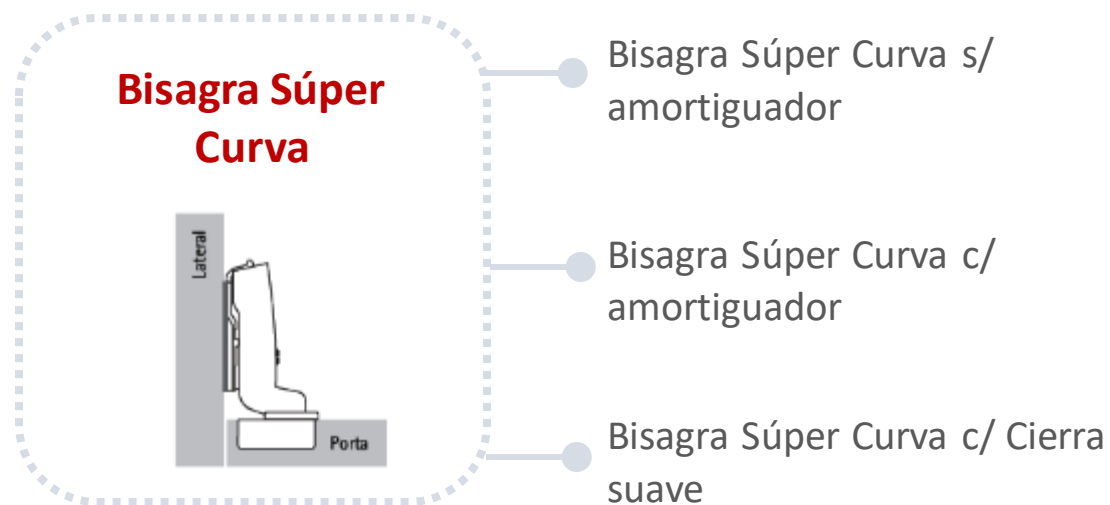 Bisagra Súper
Curva
Lateral
Porta
Bisagra Súper Curva s/
amortiguador
Bisagra Súper Curva c/
amortiguador
Bisagra Súper Curva c/ Cierra
suave